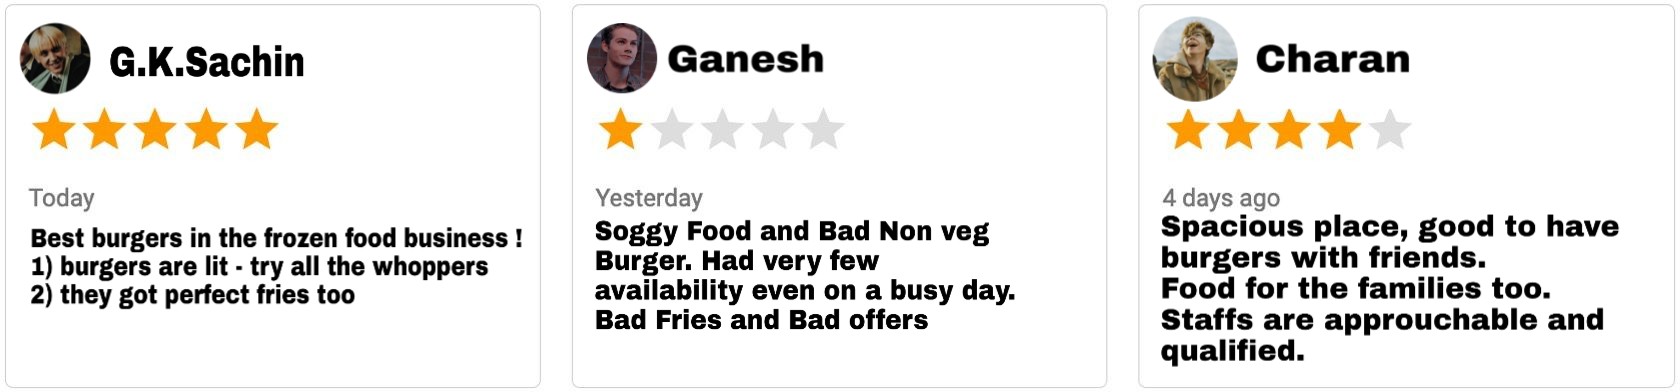 G.K.Sachin
Today
Best burgers in the frozen food business !
1) burgers are lit - try all the whoppers
2) they got perfect fries too
Ganesh
Yesterday
Soggy Food and Bad Non veg
Burger. Had very few
availability even on a busy day.
Bad Fries and Bad offers
Charan
4 days ago
Spacious place, good to have
burgers with friends.
Food for the families too.
Staffs are approuchable and
qualified.